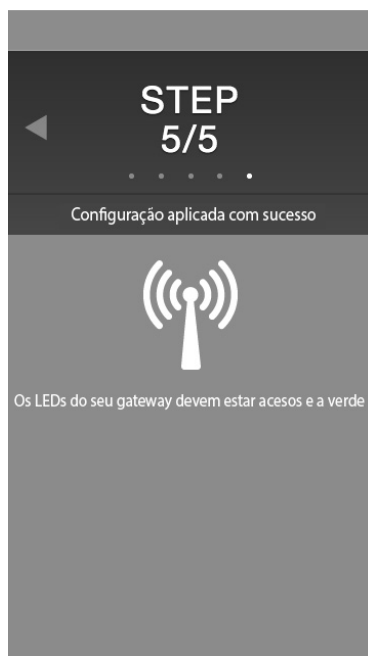 STEP
5/5
Configuração aplicada com sucesso
Os LEDs do seu gateway devem estar acesos e a verde